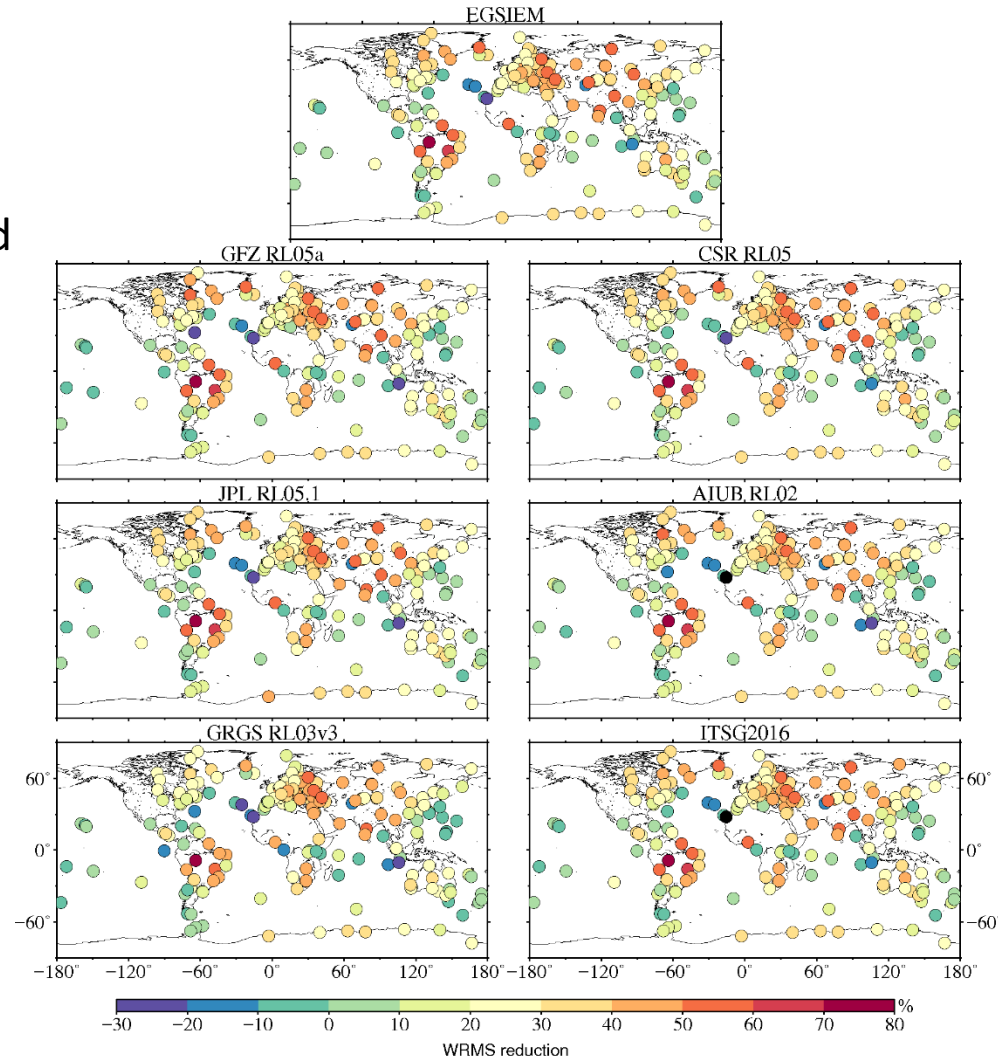 EGSIEM
d
GFZ RL05a
CSR RL05
JPL RL05.1
AIUB RL02
GRGS RL03v3
ITSG2016
60°
60°
0°
0°
−60°
−60°
−180° −120° −60° 0° 60° 120° −180° −120° −60° 0° 60° 120° 180°
%
−30 −20 −10 0 10 20 30 40 50 60 70 80
WRMS reduction